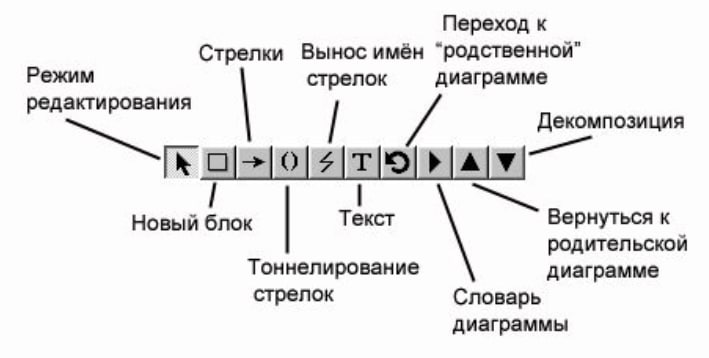 Режим
редактирования
Стрелки
Вынос имён
стрелок
Переход к
“родственной”
диаграмме
Декомпозиция
T
Новый блок
Тоннелирование
стрелок
Текст
Словарь
диаграммы
Вернуться к
родительской
диаграмме